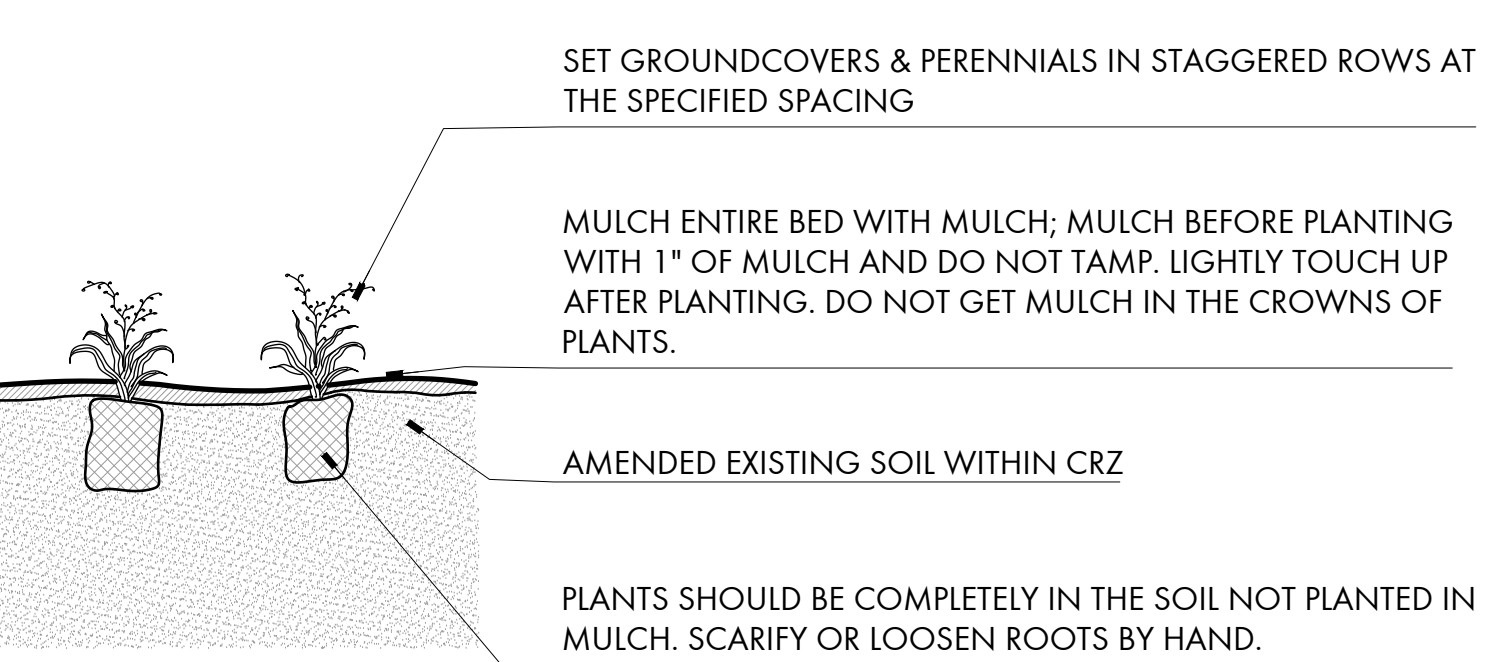 SET GROUNDCOVERS & PERENNIALS IN STAGGERED ROWS AT
THE SPECIFIED SPACING
MULCH ENTIRE BED WITH MULCH; MULCH BEFORE PLANTING
WITH 1" OF MULCH AND DO NOT TAMP. LIGHTLY TOUCH UP
AFTER PLANTING. DO NOT GET MULCH IN THE CROWNS OF
PLANTS.
AMENDED EXISTING SOIL WITHIN CRZ
PLANTS SHOULD BE COMPLETELY IN THE SOIL NOT PLANTED IN
MULCH. SCARIFY OR LOOSEN ROOTS BY HAND.